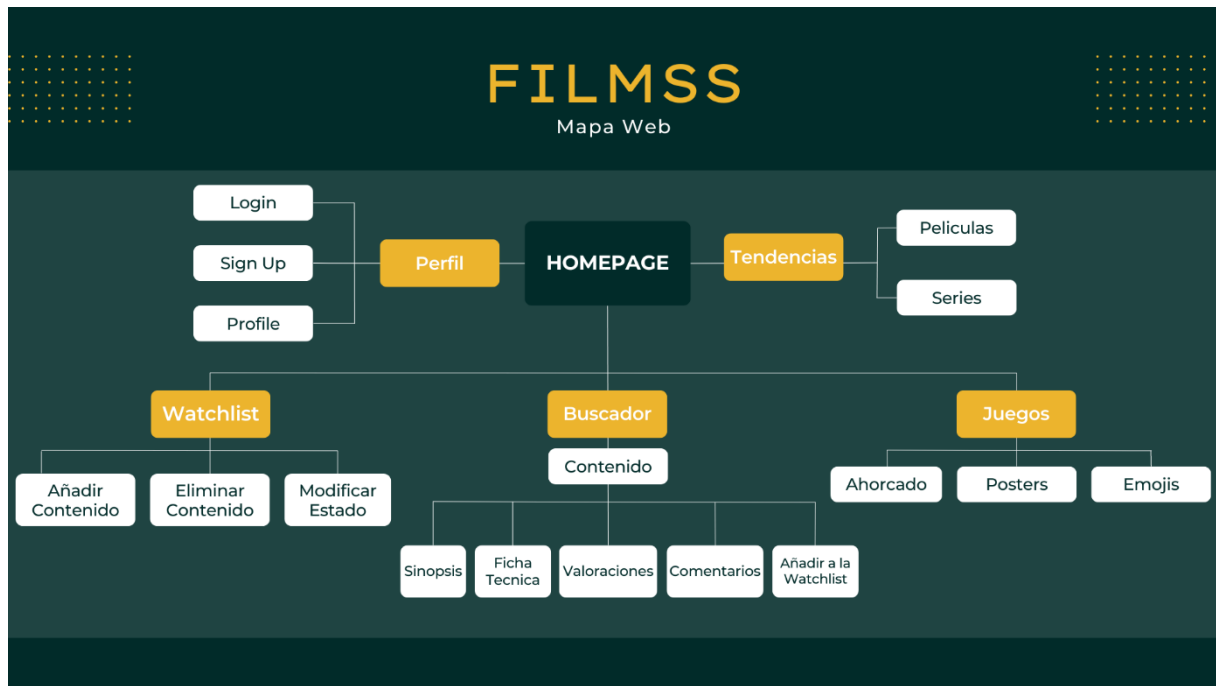 FILMSS
Mapa Web
Login
Sign Up
Profile
Perfil
HOMEPAGE
Tendencias
Peliculas
Series
Watchlist
Buscador
Juegos
Añadir
Contenido
Eliminar
Contenido
Modificar
Estado
Contenido
Ahorcado
Posters
Emojis
Sinopsis
Ficha
Tecnica
Valoraciones
Comentarios
Añadir a la
Watchlist